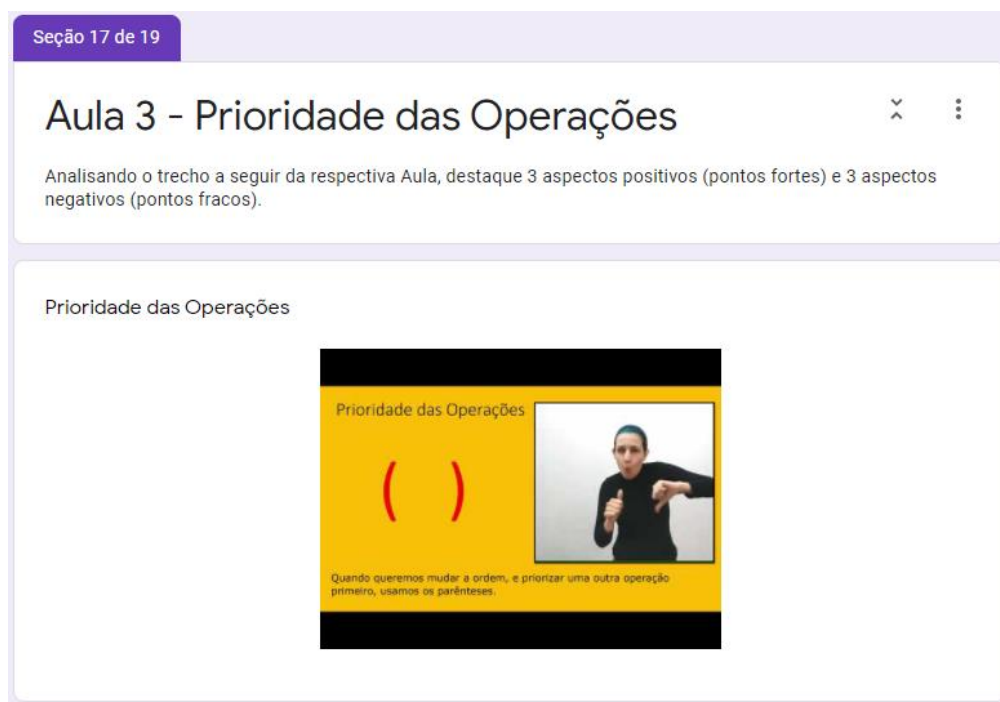 Seção 17 de 19
Aula 3 - Prioridade das Operações
Analisando o trecho a seguir da respectiva Aula, destaque 3 aspectos positivos (pontos fortes) e 3 aspectos
negativos (pontos fracos).
Prioridade das Operações
Prioridade das Operações
( )
Quando queremos mudar a ordem, e priorizar uma outra operação
primeiro, usamos os parênteses.